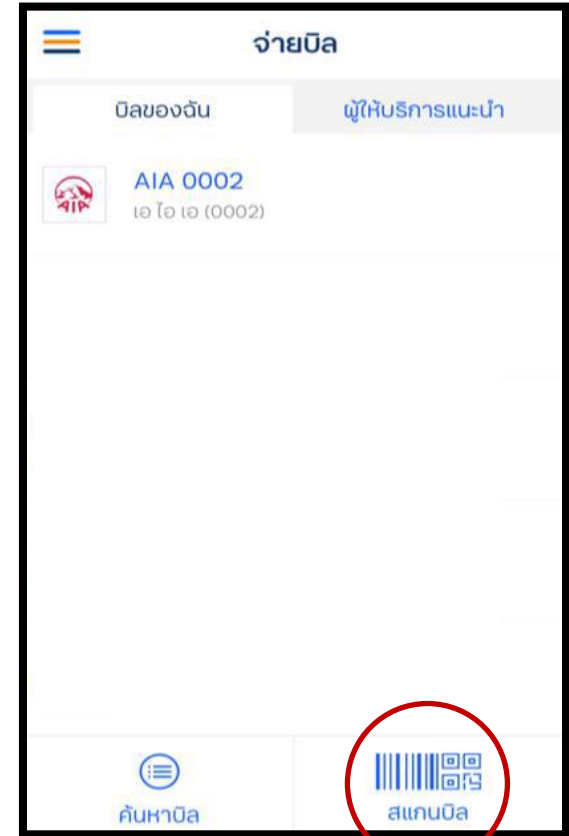 จ่ายบิล
บิลของฉัน
ผู้ให้บริการแนะนำ
AIA
AIA 0002
เอ ไอ เอ (0002)
ค้นหาบิล
สแกนบิล